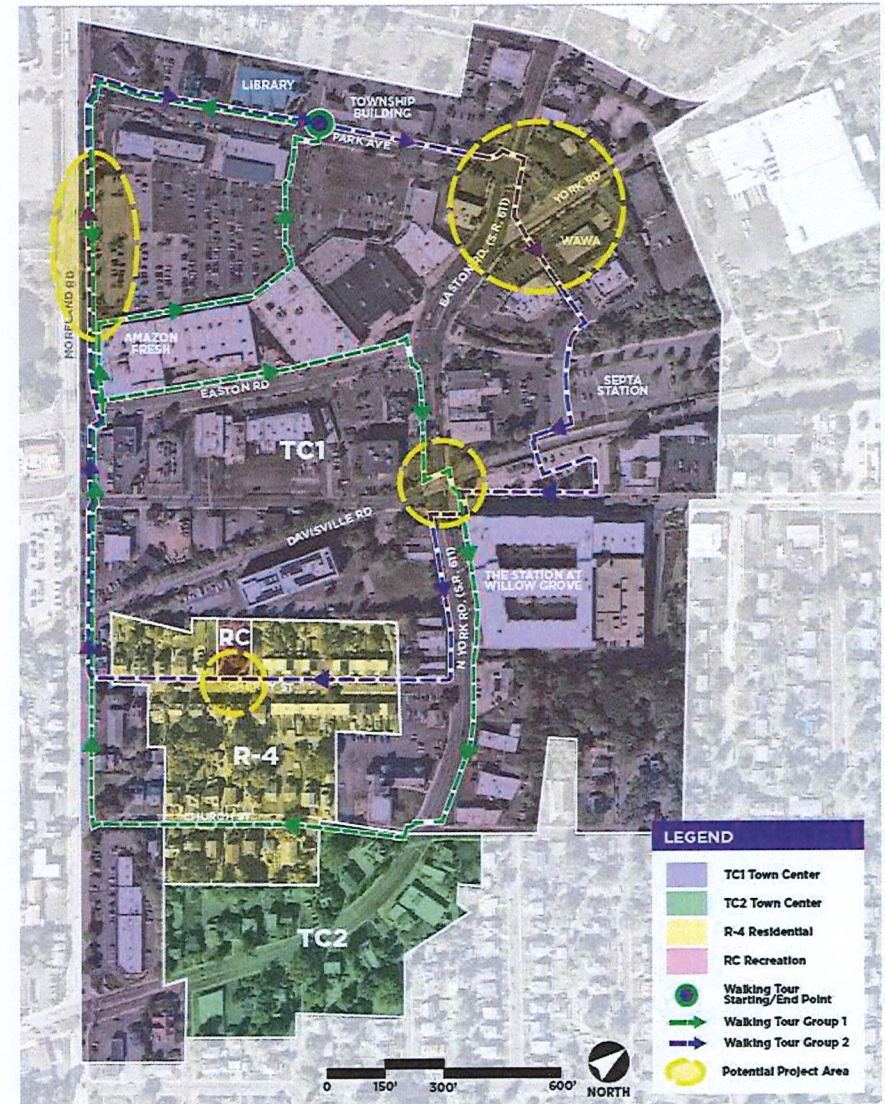 LIBRARY
TOWNSHIP
BUILDING
PARK AVE
YORK RD
EASTON RD. (S.R. 611)
WAWA
MORELAND RD
AMAZON
FRESH
EASTON RD
SEPTA
STATION
TC1
DAVISVILLE RD
THE STATION AT
WILLOW GROVE
N YORK RD. (S.R. 611)
RC
R-4
CHURCH ST
TC2
LEGEND
TC1 Town Center
TC2 Town Center
R-4 Residential
RC Recreation
Walking Tour
Starting/End Point
Walking Tour Group 1
Walking Tour Group 2
Potential Project Area
0 150' 300' 600'
NORTH